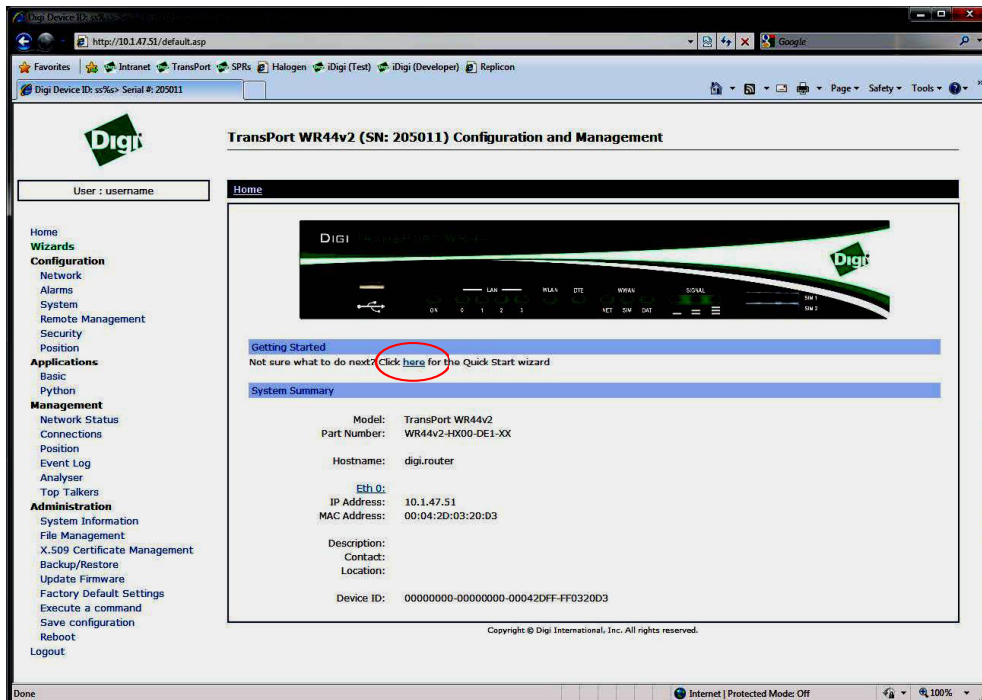 Digi Device ID: ss%s> Serial #: 205011
http://10.1.47.51/default.asp
Google
Favorites Intranet TransPort SPRs Halogen iDigi (Test) iDigi (Developer) Replicon
Digi Device ID: ss%s> Serial #: 205011
Page Safety Tools
Digi
TransPort WR44v2 (SN: 205011) Configuration and Management
User : username
Home
Home
Wizards
Configuration
Network
Alarms
System
Remote Management
Security
Position
Applications
Basic
Python
Management
Network Status
Connections
Position
Event Log
Analyser
Top Talkers
Administration
System Information
File Management
X.509 Certificate Management
Backup/Restore
Update Firmware
Factory Default Settings
Execute a command
Save configuration
Reboot
Logout
DIGI
Digi
LAN WLAN DTE WWAN SIGNAL
ON 0 1 2 3 NET SIM DAT
SIM 1
SIM 2
Getting Started
Not sure what to do next? Click here for the Quick Start wizard
System Summary
Model: TransPort WR44v2
Part Number: WR44v2-HX00-DE1-XX
Hostname: digi.router
Eth 0:
IP Address: 10.1.47.51
MAC Address: 00:04:2D:03:20:D3
Description:
Contact:
Location:
Device ID: 00000000-00000000-00042DFF-FF0320D3
Copyright © Digi International, Inc. All rights reserved.
Done
Internet | Protected Mode: Off
100%